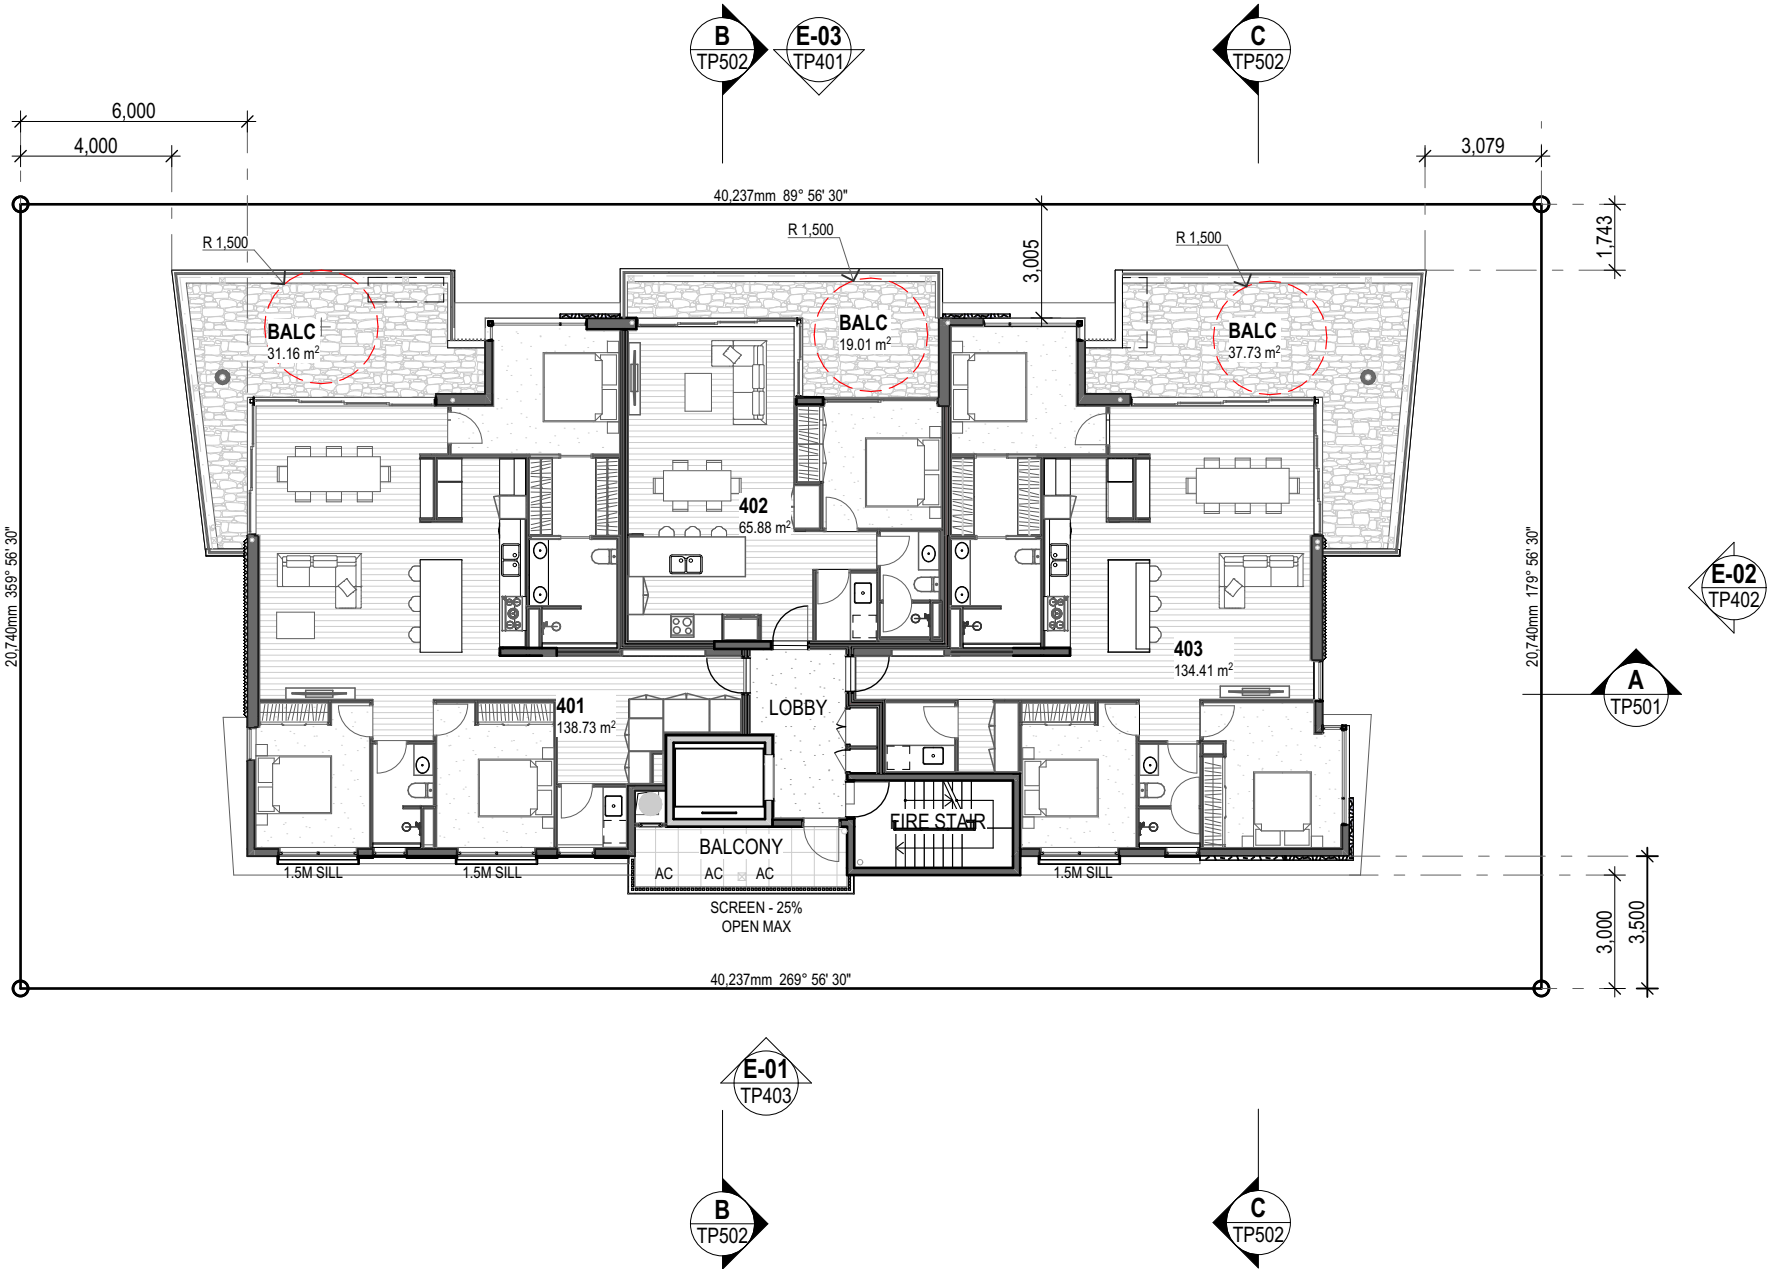 B
TP502
E-03
TP401
C
TP502
6,000
4,000
3,079
40,237mm 89° 56' 30"
1,743
R 1,500
R 1,500
R 1,500
3,005
BALC
31.16 m²
BALC
19.01 m²
BALC
37.73 m²
402
65.88 m²
20,740mm 359° 56' 30"
20,740mm 179° 56' 30"
E-02
TP402
403
134.41 m²
A
TP501
401
138.73 m²
LOBBY
FIRE STAIR
BALCONY
AC
AC
AC
1.5M SILL
1.5M SILL
1.5M SILL
SCREEN - 25%
OPEN MAX
3,000
3,500
40,237mm 269° 56' 30"
E-01
TP403
B
TP502
C
TP502